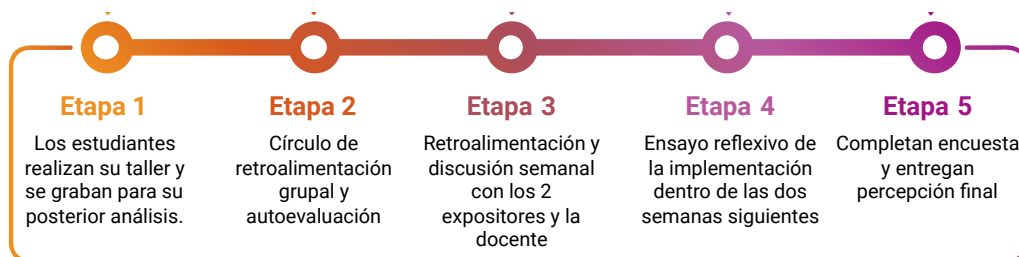 Etapa 1
Los estudiantes
realizan su taller y
se graban para su
posterior análisis.
Etapa 2
Círculo de
retroalimentación
grupal y
autoevaluación
Etapa 3
Retroalimentación y
discusión semanal
con los 2
expositores y la
docente
Etapa 4
Ensayo reflexivo de
la implementación
dentro de las dos
semanas siguientes
Etapa 5
Completan encuesta
y entregan
percepción final